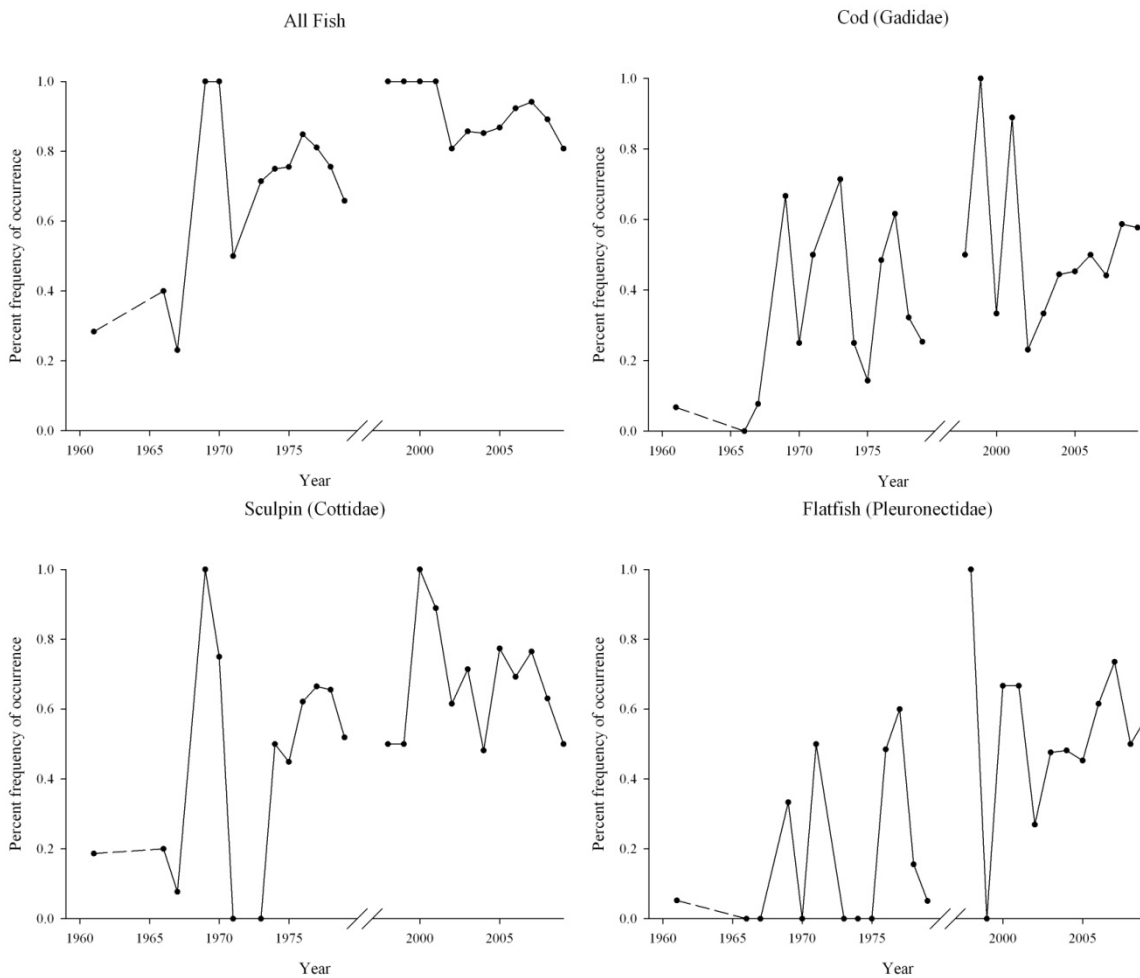 All Fish
Percent frequency of occurrence
1.0
0.8
0.6
0.4
0.2
0.0
1960 1965 1970 1975 2000 2005
Year
Cod (Gadidae)
Percent frequency of occurrence
1.0
0.8
0.6
0.4
0.2
0.0
1960 1965 1970 1975 2000 2005
Year
Sculpin (Cottidae)
Percent frequency of occurrence
1.0
0.8
0.6
0.4
0.2
0.0
1960 1965 1970 1975 2000 2005
Year
Flatfish (Pleuronectidae)
Percent frequency of occurrence
1.0
0.8
0.6
0.4
0.2
0.0
1960 1965 1970 1975 2000 2005
Year